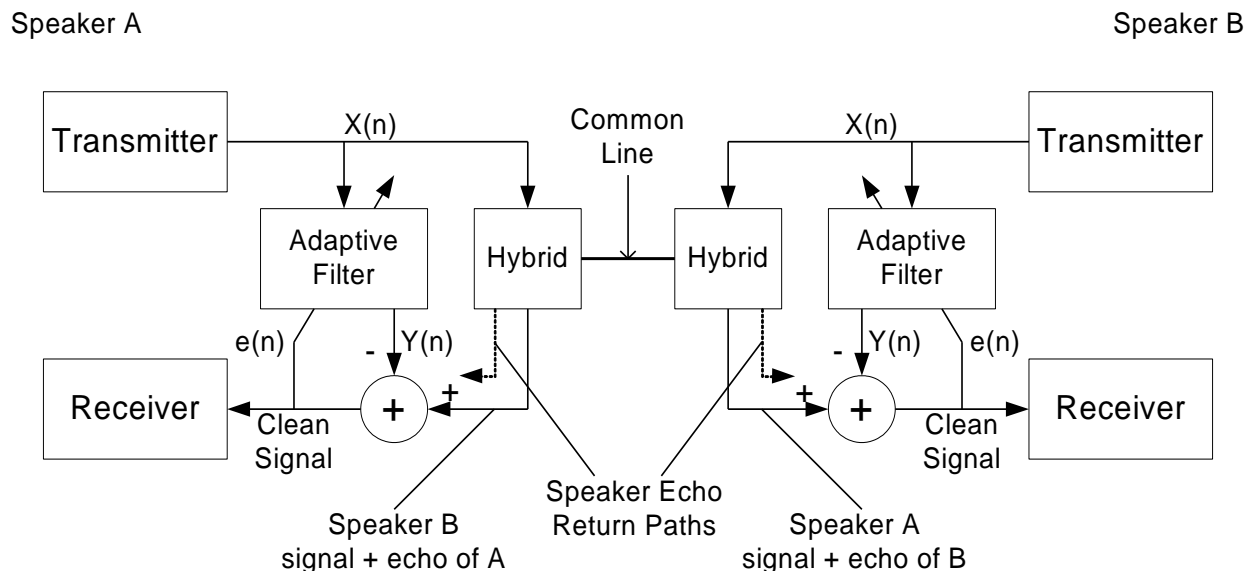 Speaker A
Speaker B
Transmitter
X(n)
Common
Line
X(n)
Transmitter
Adaptive
Filter
Hybrid
Hybrid
Adaptive
Filter
e(n)
-
Y(n)
-
Y(n)
e(n)
Receiver
+
+
+
+
Receiver
Clean
Signal
Clean
Signal
Speaker B
signal + echo of A
Speaker Echo
Return Paths
Speaker A
signal + echo of B